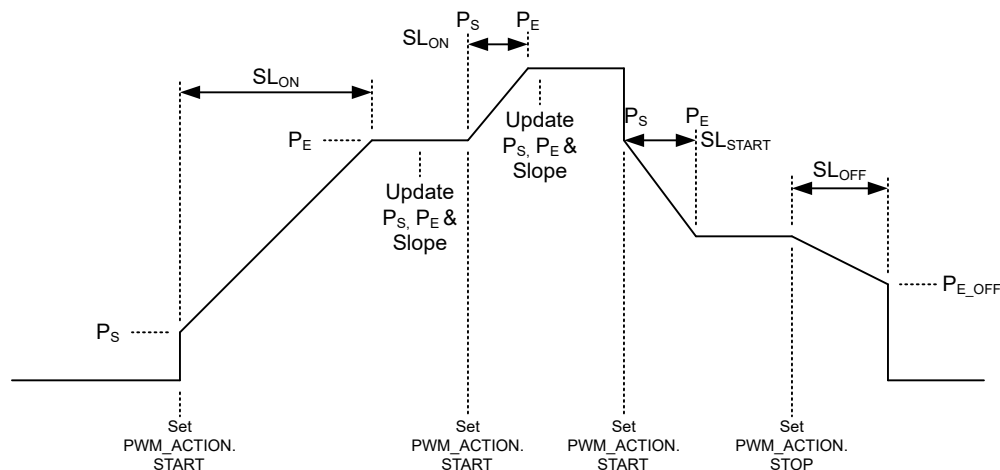 P_S P_E
SL_ON
SL_ON
P_E
Update
P_S, P_E &
Slope
Update
P_S, P_E &
Slope
P_S P_E
SL_START
SL_OFF
P_E_OFF
P_S
Set
PWM_ACTION.
START
Set
PWM_ACTION.
START
Set
PWM_ACTION.
START
Set
PWM_ACTION.
STOP